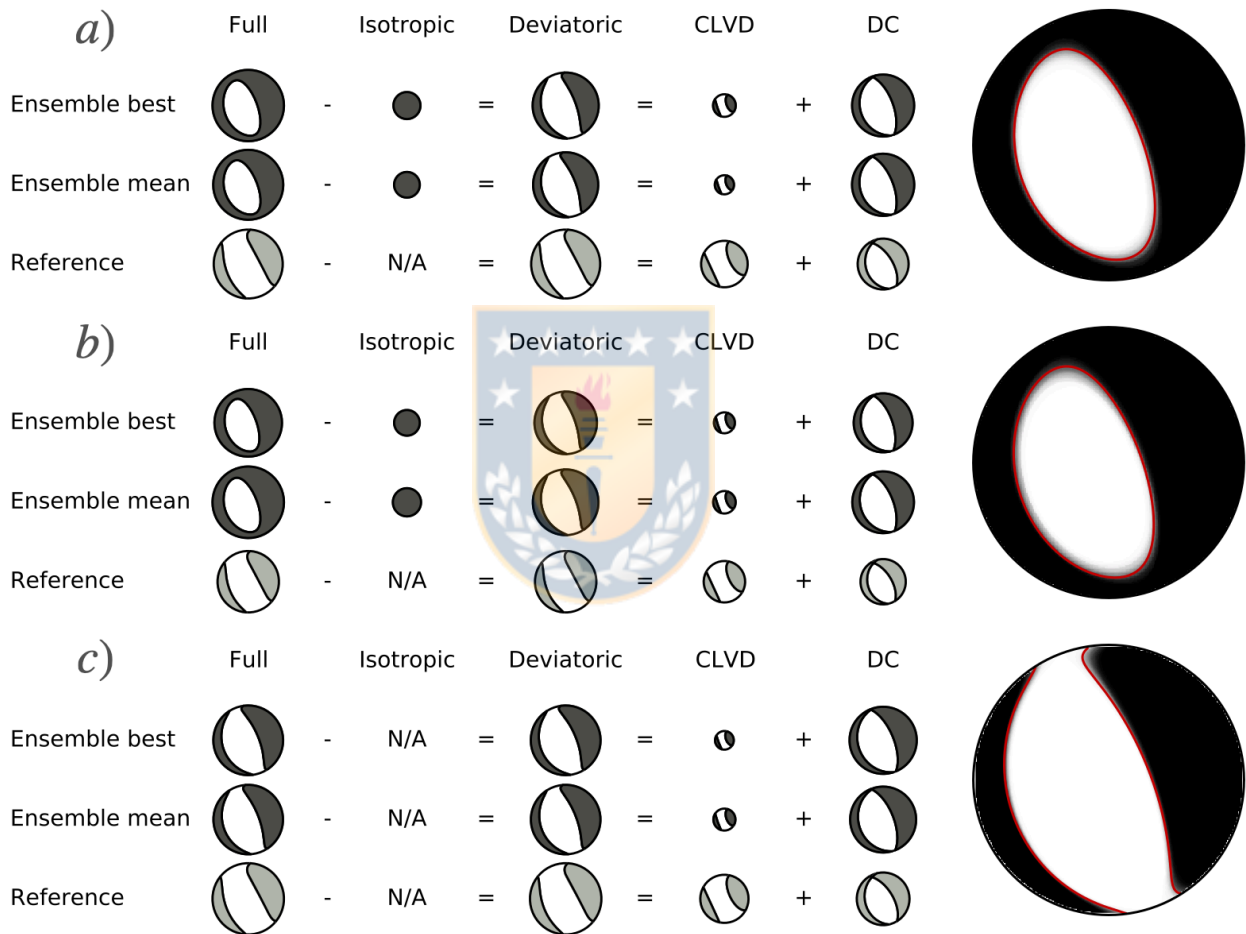 a) Full Isotropic Deviatoric CLVD DC
Ensemble best - = = +
Ensemble mean - = = +
Reference - N/A = = +
b) Full Isotropic Deviatoric CLVD DC
Ensemble best - = = +
Ensemble mean - = = +
Reference - N/A = = +
c) Full Isotropic Deviatoric CLVD DC
Ensemble best - N/A = = +
Ensemble mean - N/A = = +
Reference - N/A = = +